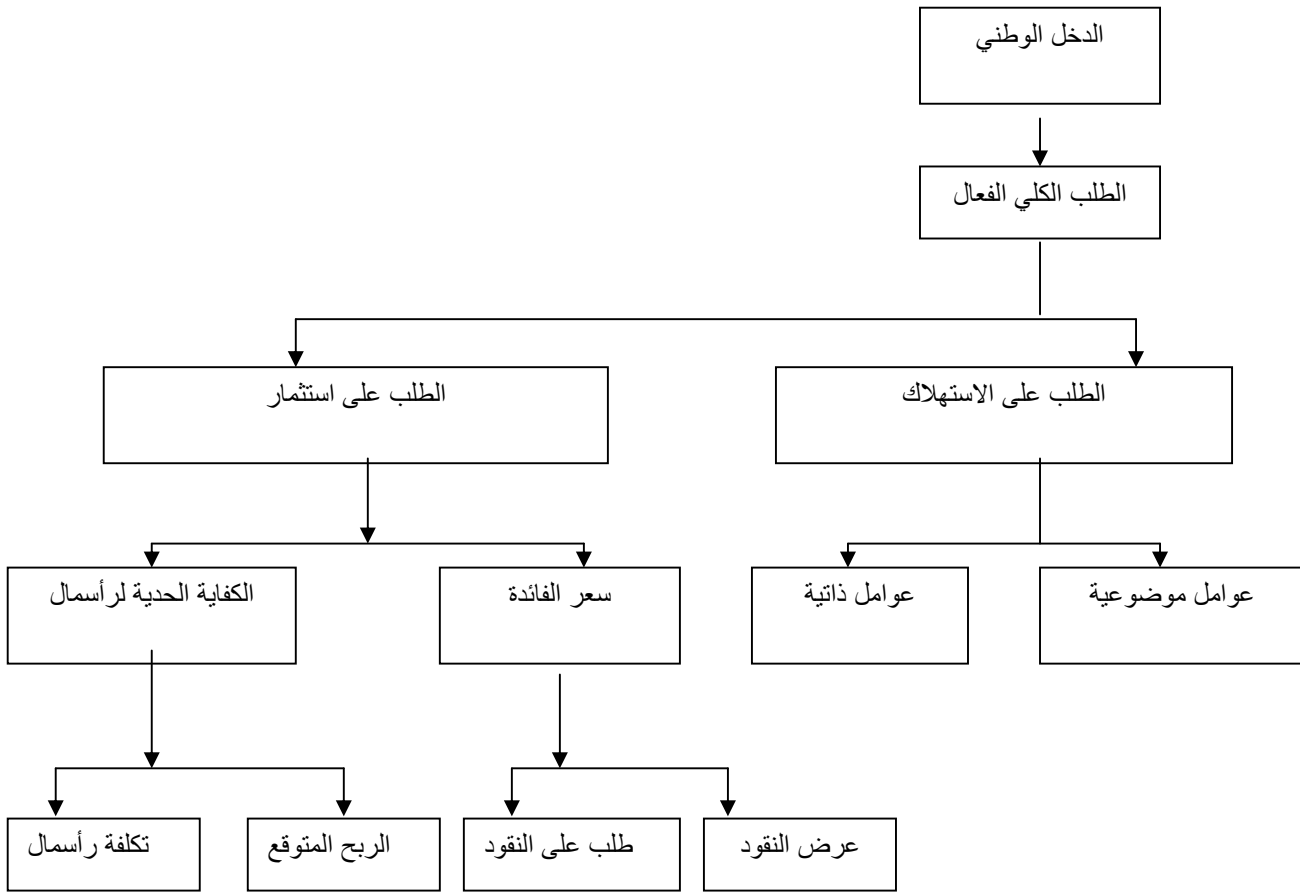 الدخل الوطني
الطلب الكلي الفعال
الطلب على الاستهلاك
الطلب على استثمار
عوامل موضوعية
عوامل ذاتية
سعر الفائدة
الكفاية الحدية لرأسمال
عرض النقود
طلب على النقود
الربح المتوقع
تكلفة رأسمال